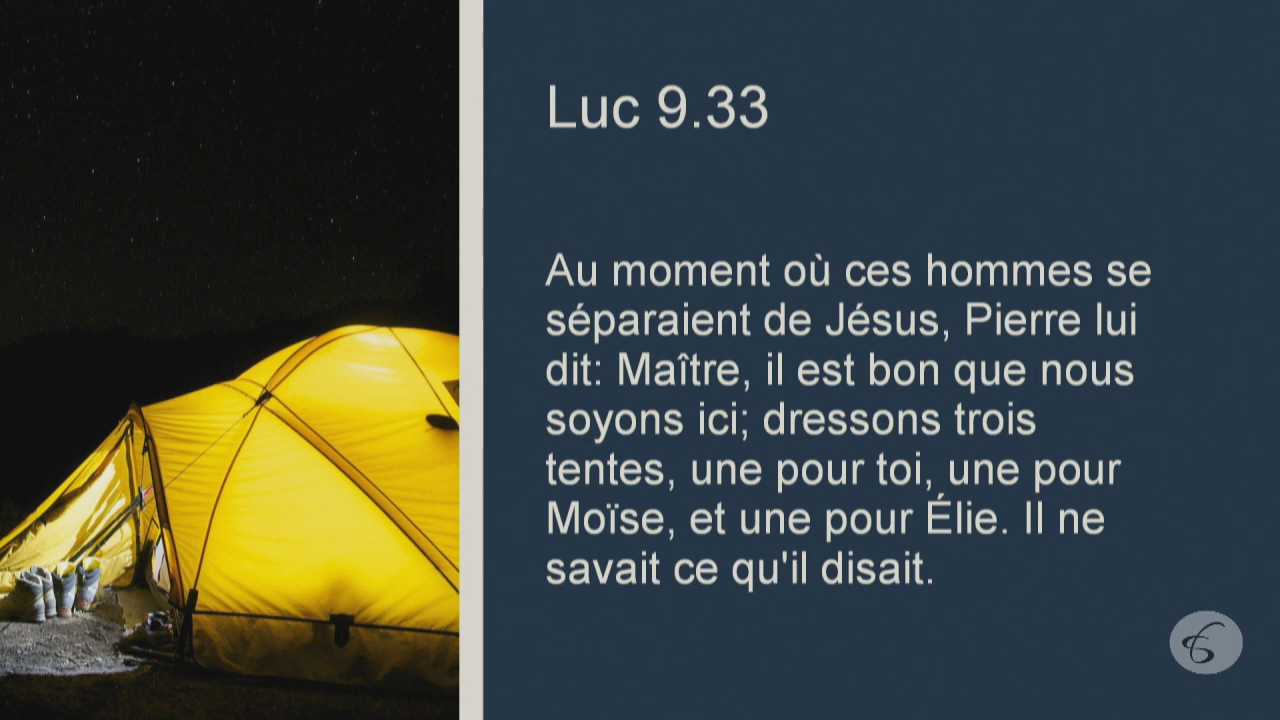 Luc 9.33
Au moment où ces hommes se
séparaient de Jésus, Pierre lui
dit: Maître, il est bon que nous
soyons ici; dressons trois
tentes, une pour toi, une pour
Moïse, et une pour Élie. Il ne
savait ce qu'il disait.